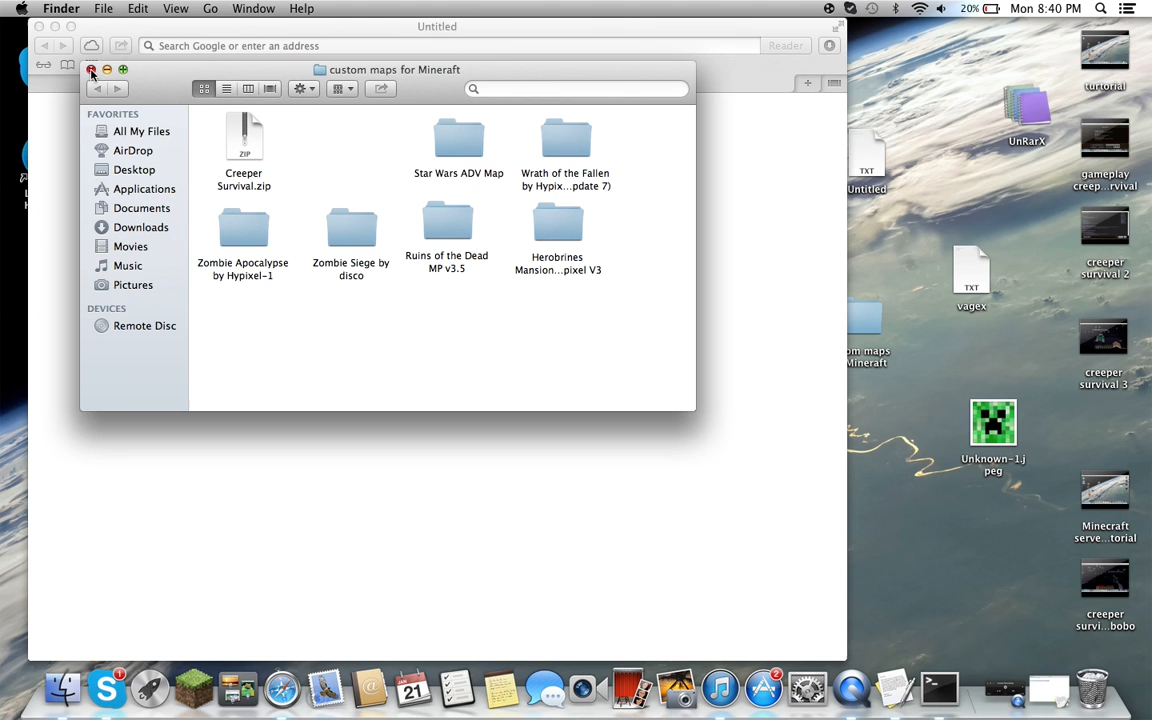 Finder File Edit View Go Window Help
20% Mon 8:40 PM
Untitled
Search Google or enter an address
Reader
custom maps for Mineraft
FAVORITES
All My Files
AirDrop
Desktop
Applications
Documents
Downloads
Movies
Music
Pictures
DEVICES
Remote Disc
ZIP
Creeper
Survival.zip
Star Wars ADV Map
Wrath of the Fallen
by Hypix...pdate 7)
Zombie Apocalypse
by Hypixel-1
Zombie Siege by
disco
Ruins of the Dead
MP v3.5
Herobrines
Mansion...pixel V3
TXT
Untitled
om maps
Mineraft
UnRarX
TXT
vagex
Unknown-1.j
peg
turtorial
gameplay
creep...rvival
creeper
survival 2
creeper
survival 3
Minecraft
serve...torial
creeper
survi...bobo
1
JAN
21
2